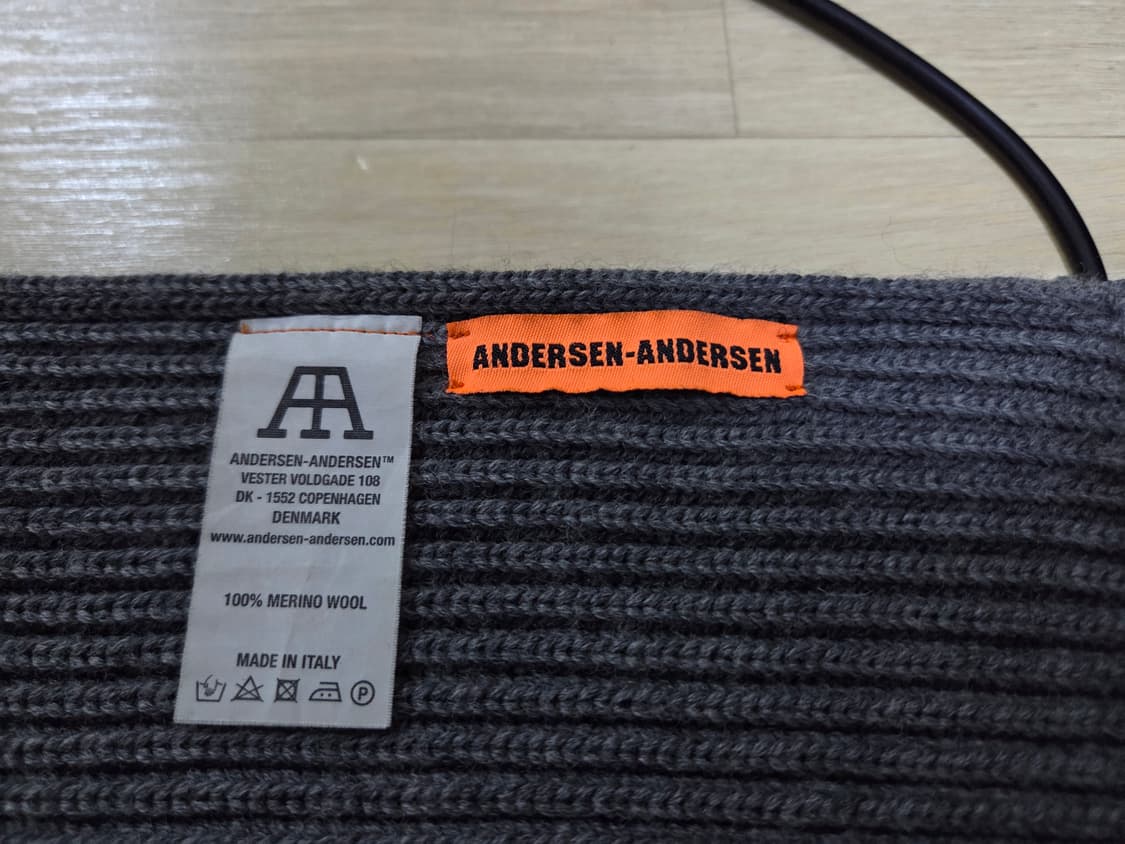 ANDERSEN-ANDERSEN™
VESTER VOLDGADE 108
DK - 1552 COPENHAGEN
DENMARK
www.andersen-andersen.com
100% MERINO WOOL
MADE IN ITALY
P
ANDERSEN-ANDERSEN